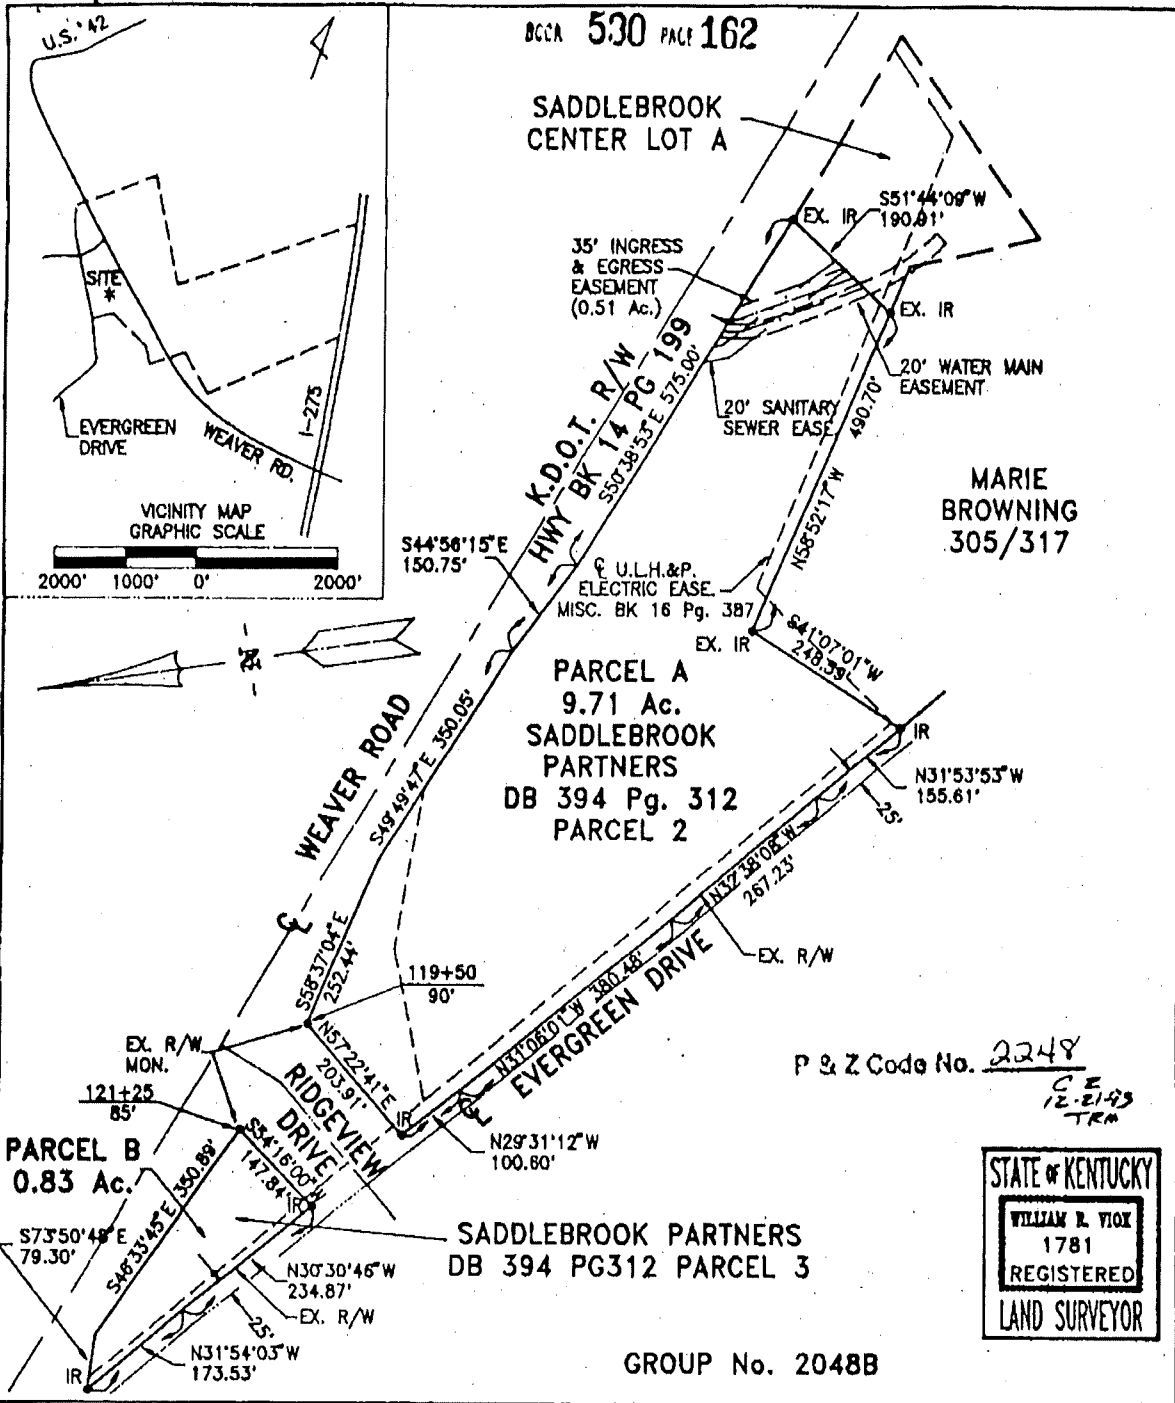 BOOK 530 PAGE 162
U.S. 42
SITE
EVERGREEN
DRIVE
WEAVER RD.
I-275
VICINITY MAP
GRAPHIC SCALE
2000' 1000' 0' 2000'
SADDLEBROOK
CENTER LOT A
EX. IR
S51°44'09"W
190.91'
35' INGRESS
& EGRESS
EASEMENT
(0.51 Ac.)
EX. IR
20' WATER MAIN
EASEMENT
20' SANITARY
SEWER EASE.
K.D.O.T. R/W
HWY BK 14 PG 199
S50°38'53"E 575.00'
490.70'
N58°52'17"W
MARIE
BROWNING
305/317
S44°56'15"E
150.75'
℄ U.L.H.&P.
ELECTRIC EASE.
MISC. BK 16 Pg. 387
EX. IR
S41°07'01"W
248.39'
PARCEL A
9.71 Ac.
SADDLEBROOK
PARTNERS
DB 394 Pg. 312
PARCEL 2
IR
N31°53'53"W
155.61'
25'
WEAVER ROAD
S49°49'47"E 350.05'
N32°38'08"W
267.23'
EX. R/W
℄
S58°37'04"E
252.44'
119+50
90'
N31°06'01"W 380.48'
EVERGREEN DRIVE
℄
EX. R/W
MON.
N57°22'41"E
203.91'
RIDGEVIEW
DRIVE
IR
N29°31'12"W
100.60'
P & Z Code No. 2248
12-21-93
TRM
121+25
85'
PARCEL B
0.83 Ac.
S54°16'00"W
147.84'
IR
S46°33'45"E 350.89'
S73°50'48"E
79.30'
SADDLEBROOK PARTNERS
DB 394 PG312 PARCEL 3
N30°30'46"W
234.87'
EX. R/W
25'
N31°54'03"W
173.53'
IR
STATE of KENTUCKY
WILLIAM R. VIOX
1781
REGISTERED
LAND SURVEYOR
GROUP No. 2048B